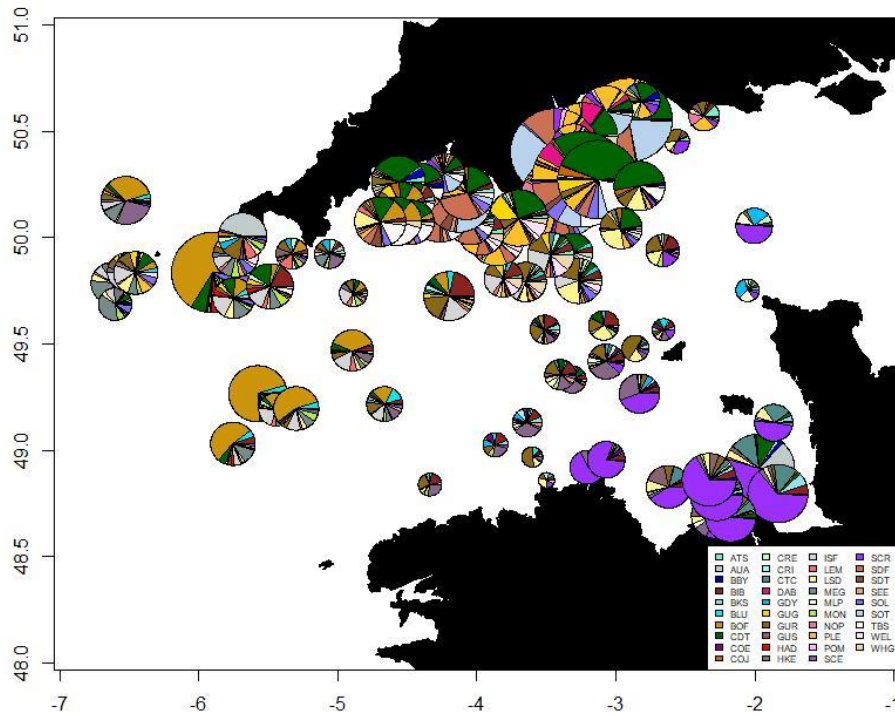 51.0
50.5
50.0
49.5
49.0
48.5
48.0
-7 -6 -5 -4 -3 -2 -1
ATS CRE ISF SCR
AUA CRI LEM SDF
BBY CTC LSD SDT
BIB DAB MEG SEE
BKS GDY MLP SOL
BLU GUG MON SOT
BOF GUR NOP TBS
CDT GUS PLE WEL
COE HAD POM WHG
COJ HKE SCE